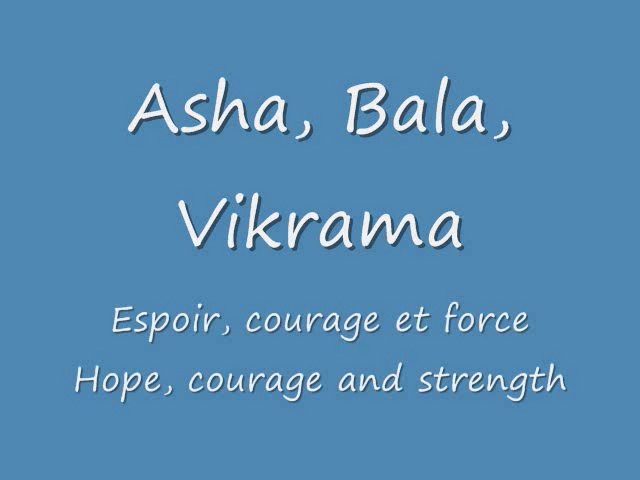 Asha, Bala,
Vikrama
Espoir, courage et force
Hope, courage and strength